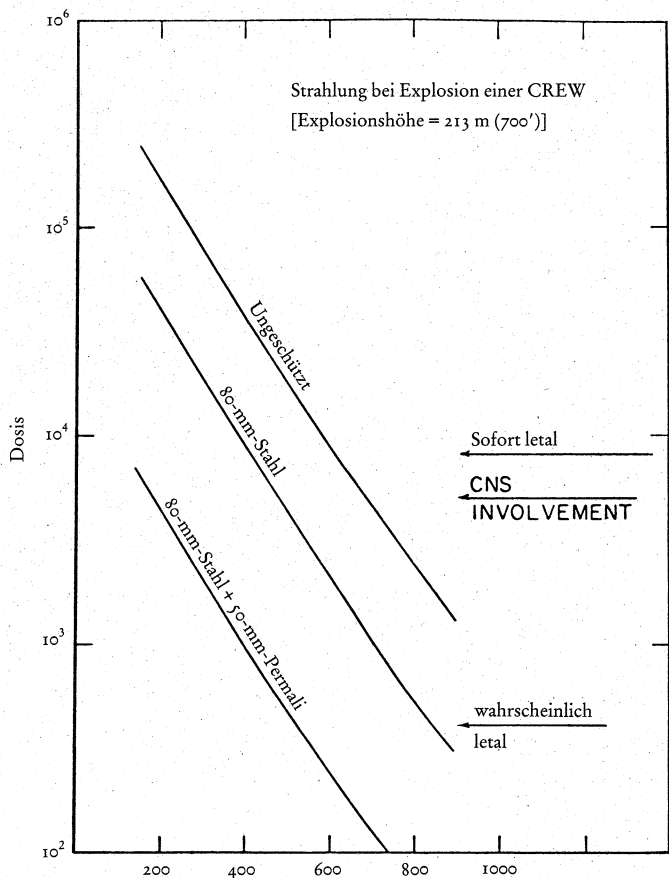 10⁶
Strahlung bei Explosion einer CREW
[Explosionshöhe = 213 m (700′)]
10⁵
Ungeschützt
80-mm-Stahl
Dosis
10⁴
Sofort letal
CNS
INVOLVEMENT
80-mm-Stahl + 50-mm-Permali
10³
wahrscheinlich
letal
10²
200 400 600 800 1000